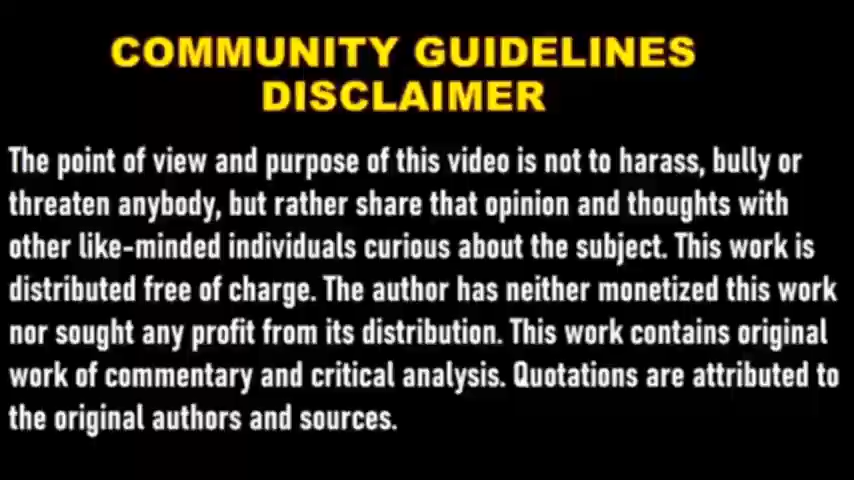 COMMUNITY GUIDELINES
DISCLAIMER
The point of view and purpose of this video is not to harass, bully or
threaten anybody, but rather share that opinion and thoughts with
other like-minded individuals curious about the subject. This work is
distributed free of charge. The author has neither monetized this work
nor sought any profit from its distribution. This work contains original
work of commentary and critical analysis. Quotations are attributed to
the original authors and sources.